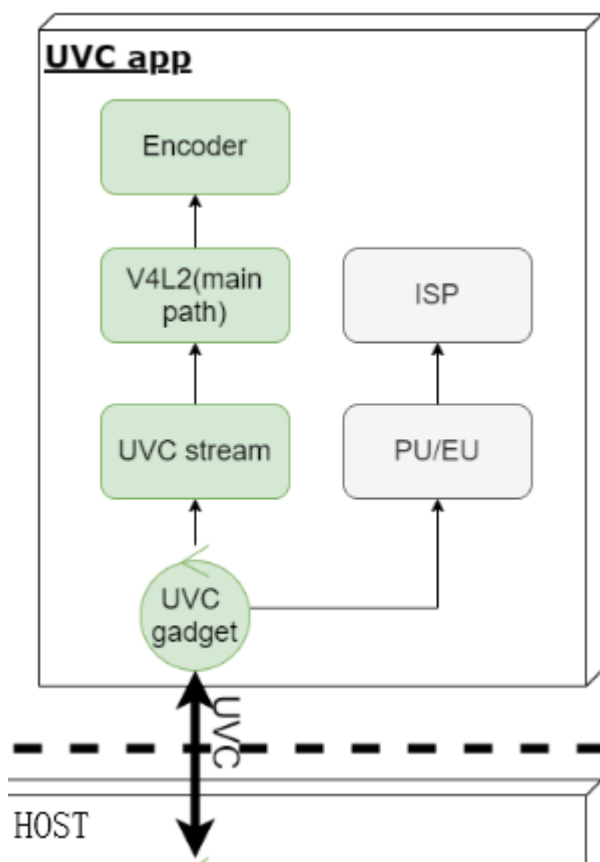 UVC app
Encoder
V4L2(main
path)
ISP
UVC stream
PU/EU
UVC
gadget
UVC
HOST